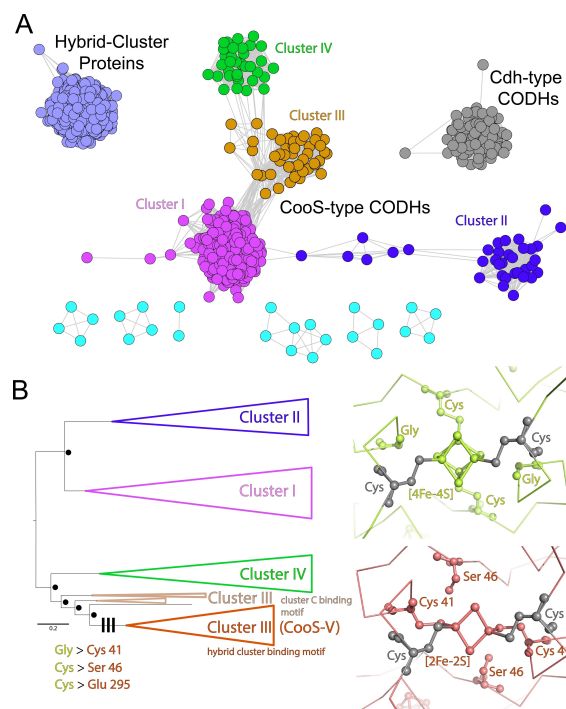 A
Hybrid-Cluster
Proteins
Cluster IV
Cdh-type
CODHs
Cluster III
Cluster I
CooS-type CODHs
Cluster II
B
Cluster II
Cluster I
Cluster IV
Cluster III
cluster C binding
motif
Cluster III (CooS-V)
hybrid cluster binding motif
0.2
Gly > Cys 41
Cys > Ser 46
Cys > Glu 295
Cys
Gly
Cys
Cys
[4Fe-4S]
Gly
Cys
Ser 46
Cys 41
Cys
Cys
[2Fe-2S]
Cys 4
Ser 46